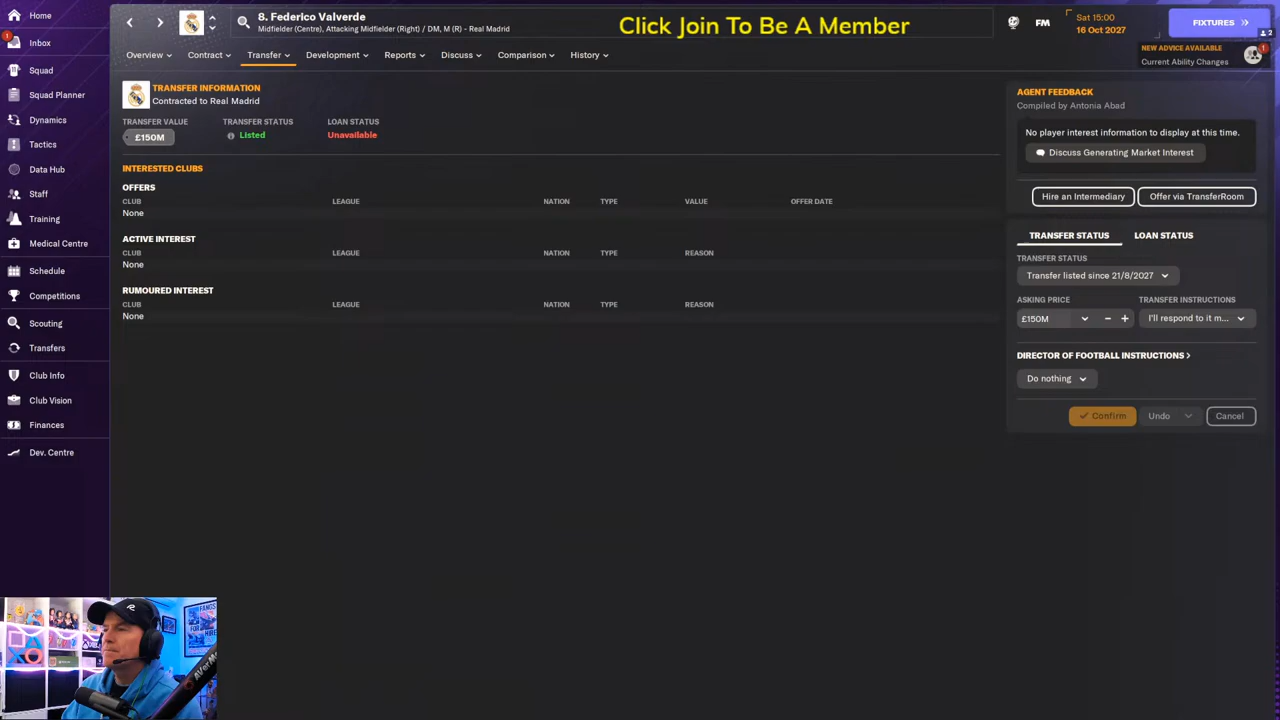 Home
Inbox
Squad
Squad Planner
Dynamics
Tactics
Data Hub
Staff
Training
Medical Centre
Schedule
Competitions
Scouting
Transfers
Club Info
Club Vision
Finances
Dev. Centre
1
8. Federico Valverde
Midfielder (Centre), Attacking Midfielder (Right) / DM, M (R) - Real Madrid
Click Join To Be A Member
FM
Sat 15:00
16 Oct 2027
FIXTURES
2
NEW ADVICE AVAILABLE
Current Ability Changes
1
Overview
Contract
Transfer
Development
Reports
Discuss
Comparison
History
TRANSFER INFORMATION
Contracted to Real Madrid
TRANSFER VALUE TRANSFER STATUS LOAN STATUS
£150M Listed Unavailable
INTERESTED CLUBS
OFFERS
CLUB LEAGUE NATION TYPE VALUE OFFER DATE
None
ACTIVE INTEREST
CLUB LEAGUE NATION TYPE REASON
None
RUMOURED INTEREST
CLUB LEAGUE NATION TYPE REASON
None
AGENT FEEDBACK
Compiled by Antonia Abad
No player interest information to display at this time.
Discuss Generating Market Interest
Hire an Intermediary Offer via TransferRoom
TRANSFER STATUS LOAN STATUS
TRANSFER STATUS
Transfer listed since 21/8/2027
ASKING PRICE TRANSFER INSTRUCTIONS
£150M - + I'll respond to it m...
DIRECTOR OF FOOTBALL INSTRUCTIONS >
Do nothing
Confirm Undo Cancel
FANGS
FOR
HIRE